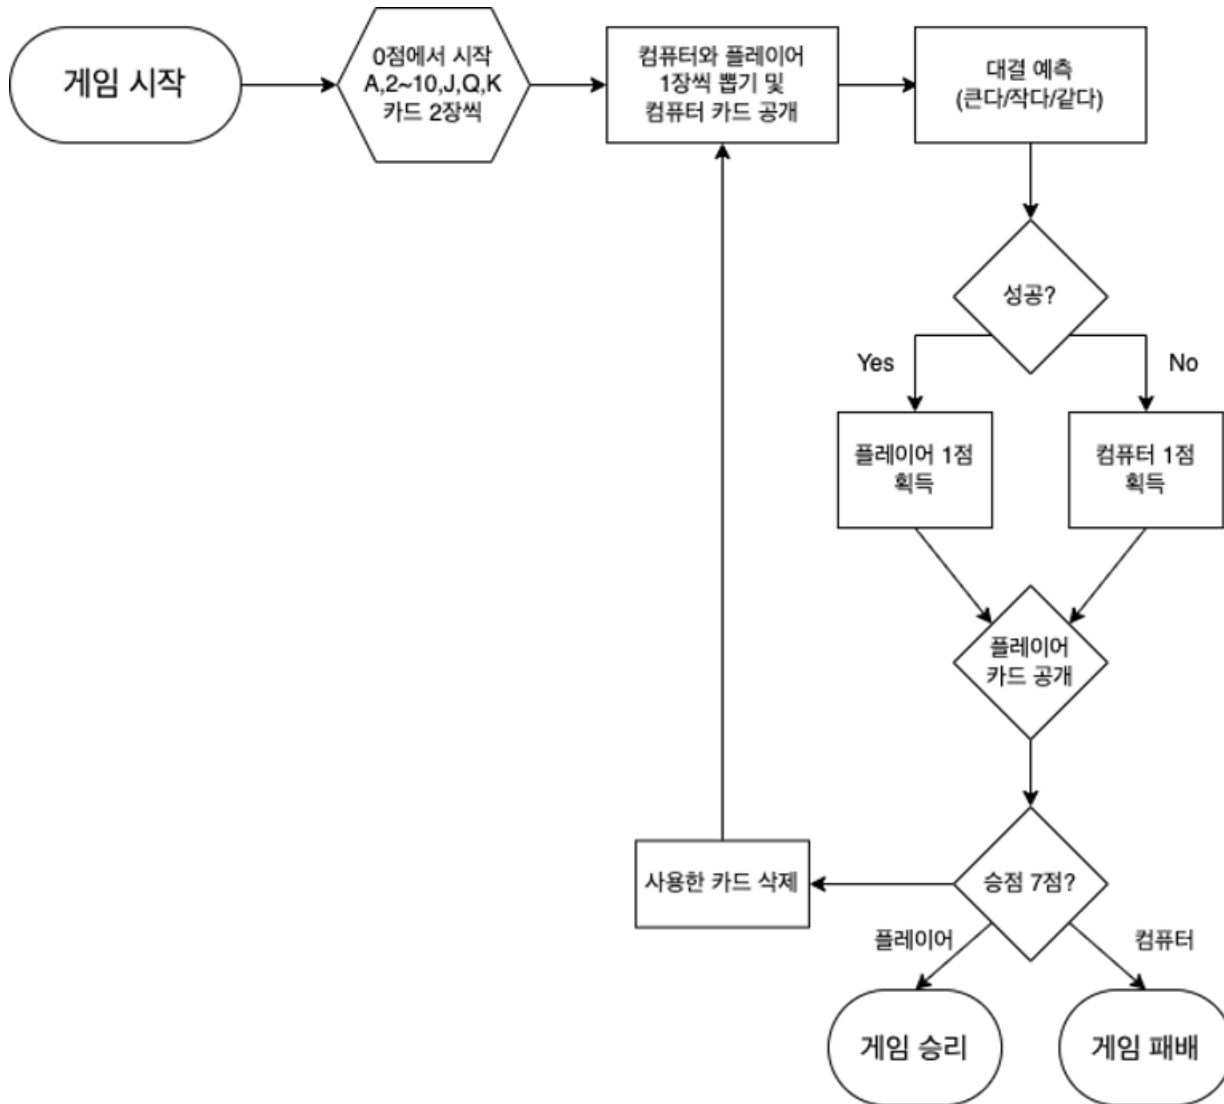 게임 시작
0점에서 시작
A,2~10,J,Q,K
카드 2장씩
컴퓨터와 플레이어
1장씩 뽑기 및
컴퓨터 카드 공개
대결 예측
(큰다/작다/같다)
성공?
Yes
No
플레이어 1점
획득
컴퓨터 1점
획득
플레이어
카드 공개
승점 7점?
사용한 카드 삭제
플레이어
컴퓨터
게임 승리
게임 패배